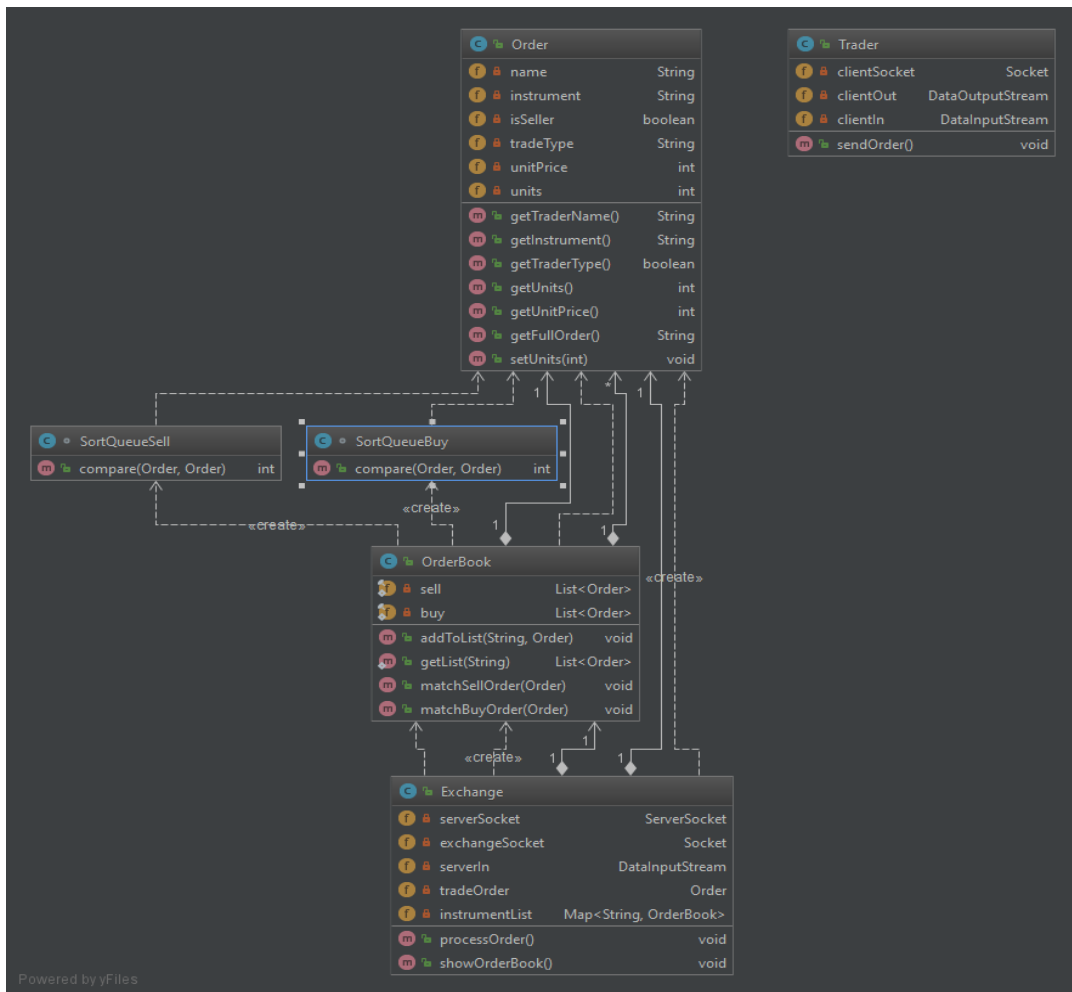 Order
name String
instrument String
isSeller boolean
tradeType String
unitPrice int
units int
getTraderName() String
getInstrument() String
getTraderType() boolean
getUnits() int
getUnitPrice() int
getFullOrder() String
setUnits(int) void
Trader
clientSocket Socket
clientOut DataOutputStream
clientIn DataInputStream
sendOrder() void
1 * 1
SortQueueSell
compare(Order, Order) int
SortQueueBuy
compare(Order, Order) int
«create»
«create»
1 1
OrderBook
sell List<Order>
buy List<Order>
addToList(String, Order) void
getList(String) List<Order>
matchSellOrder(Order) void
matchBuyOrder(Order) void
«create»
1
«create»
1 1
Exchange
serverSocket ServerSocket
exchangeSocket Socket
serverIn DataInputStream
tradeOrder Order
instrumentList Map<String, OrderBook>
processOrder() void
showOrderBook() void
Powered by yFiles